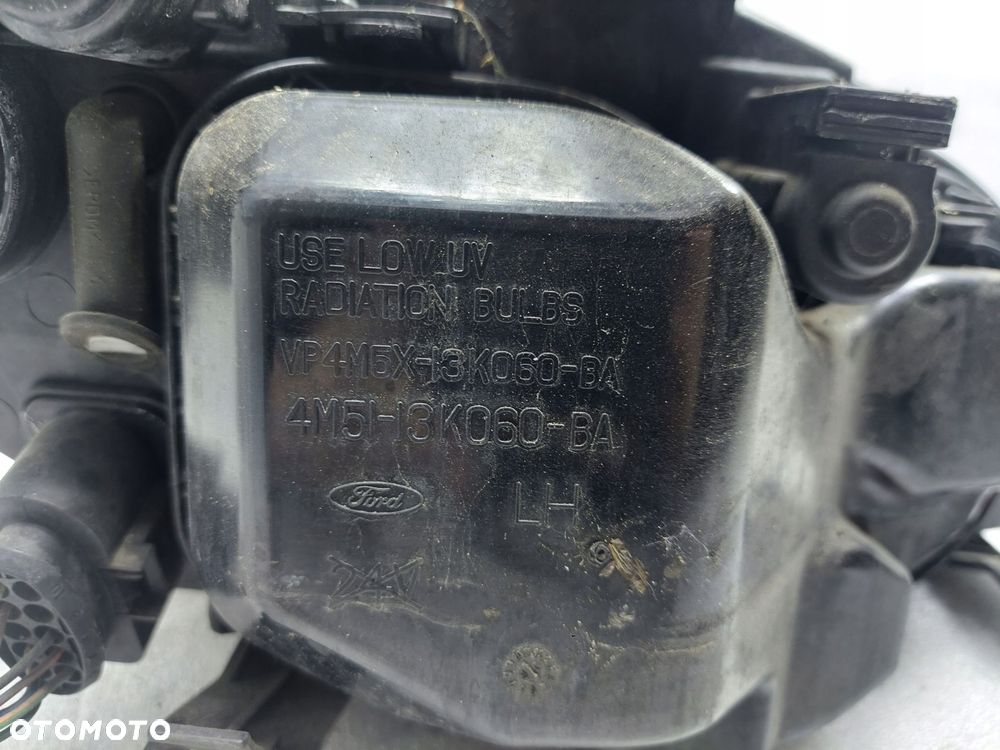 USE LOW UV
RADIATION BULBS
VP4M5X-13K060-BA
4M51-13K060-BA
Ford
LH
OTOMOTO